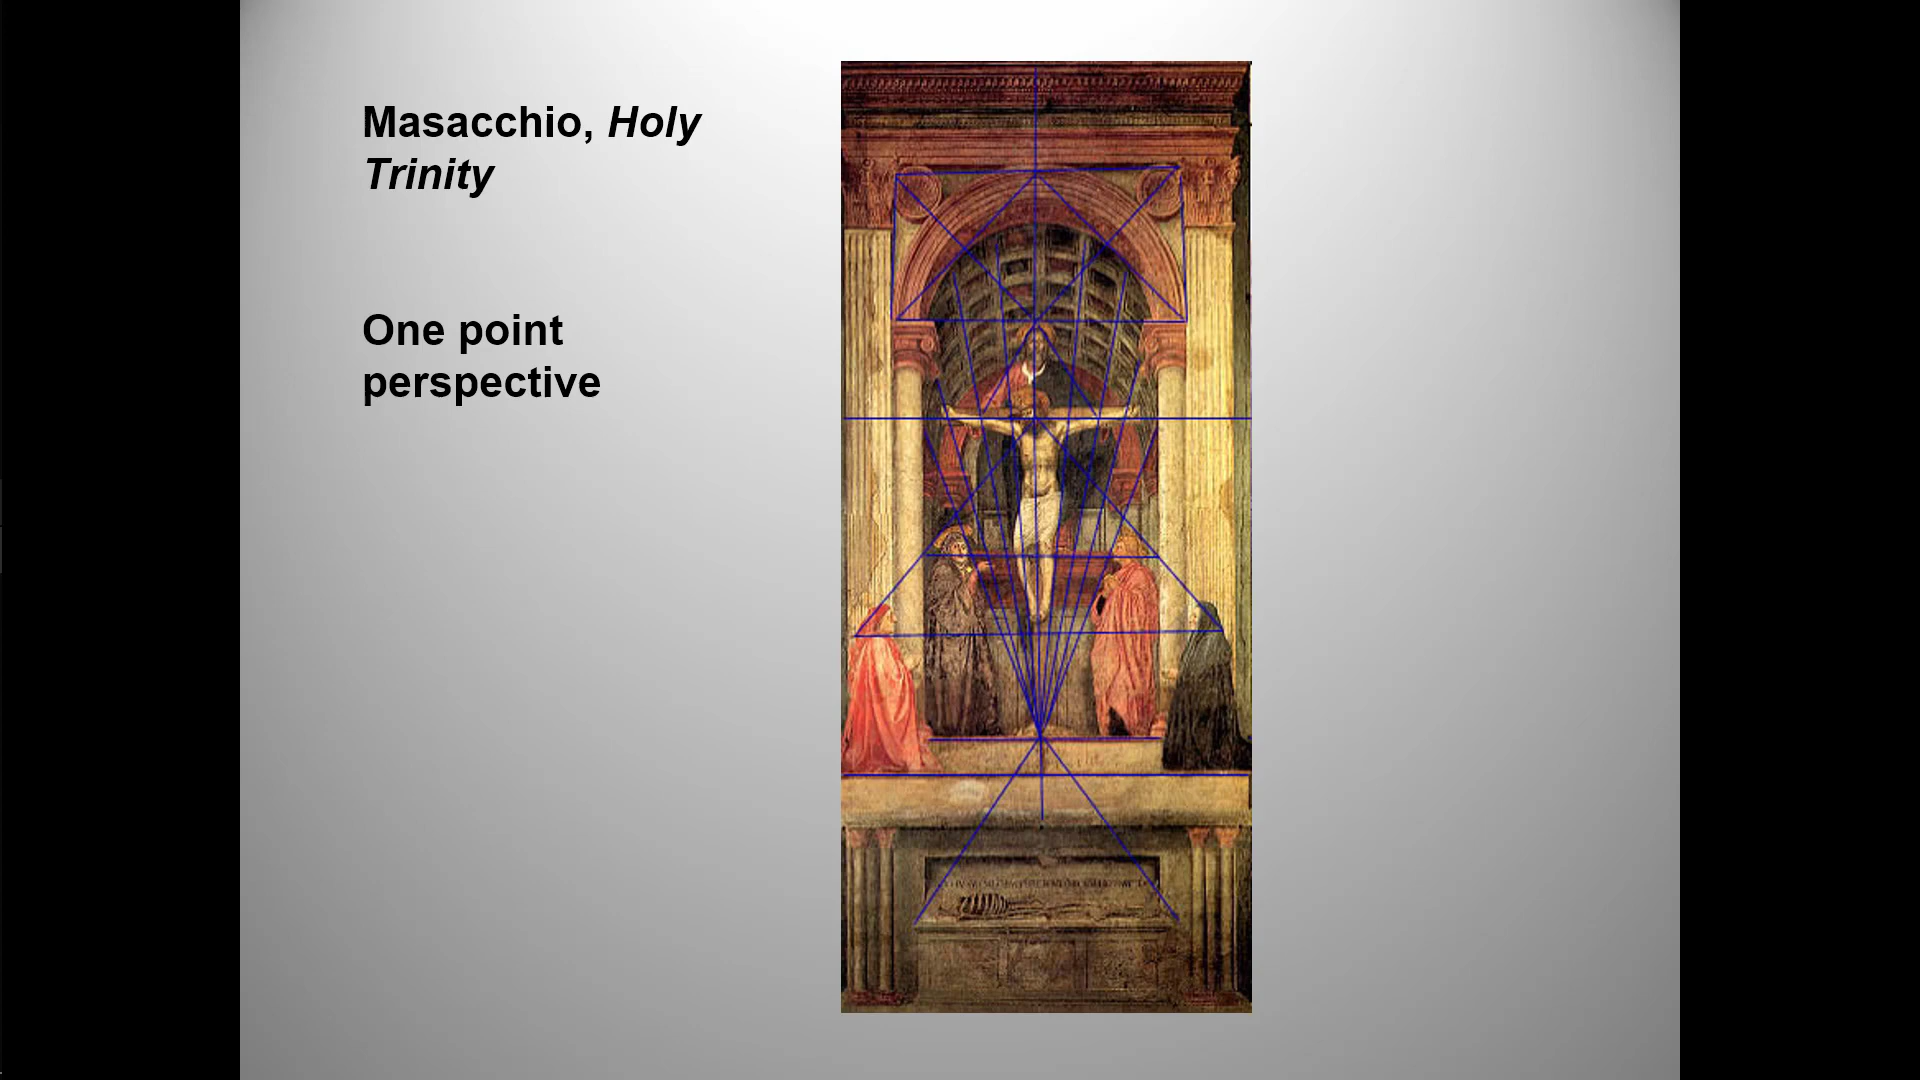 Masacchio, Holy
Trinity
One point
perspective